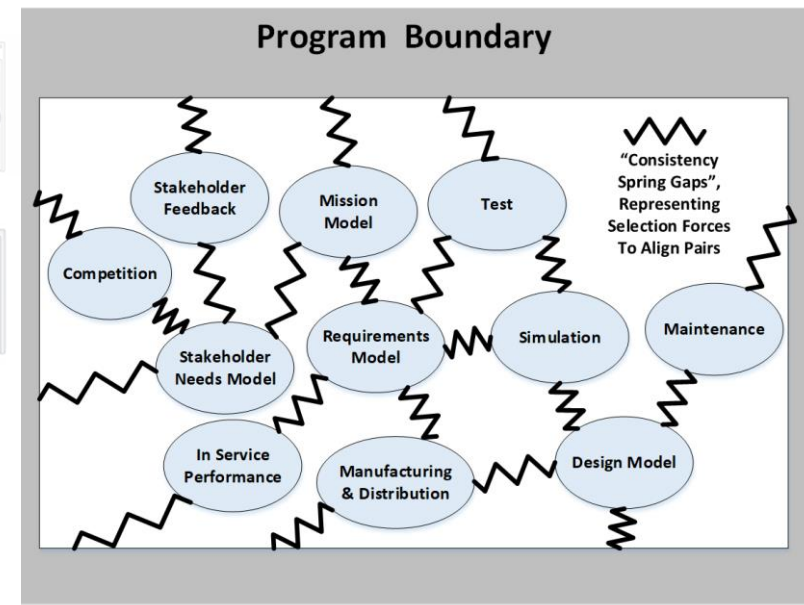 Program Boundary
Stakeholder
Feedback
Mission
Model
Test
"Consistency
Spring Gaps",
Representing
Selection Forces
To Align Pairs
Competition
Stakeholder
Needs Model
Requirements
Model
Simulation
Maintenance
In Service
Performance
Manufacturing
& Distribution
Design Model